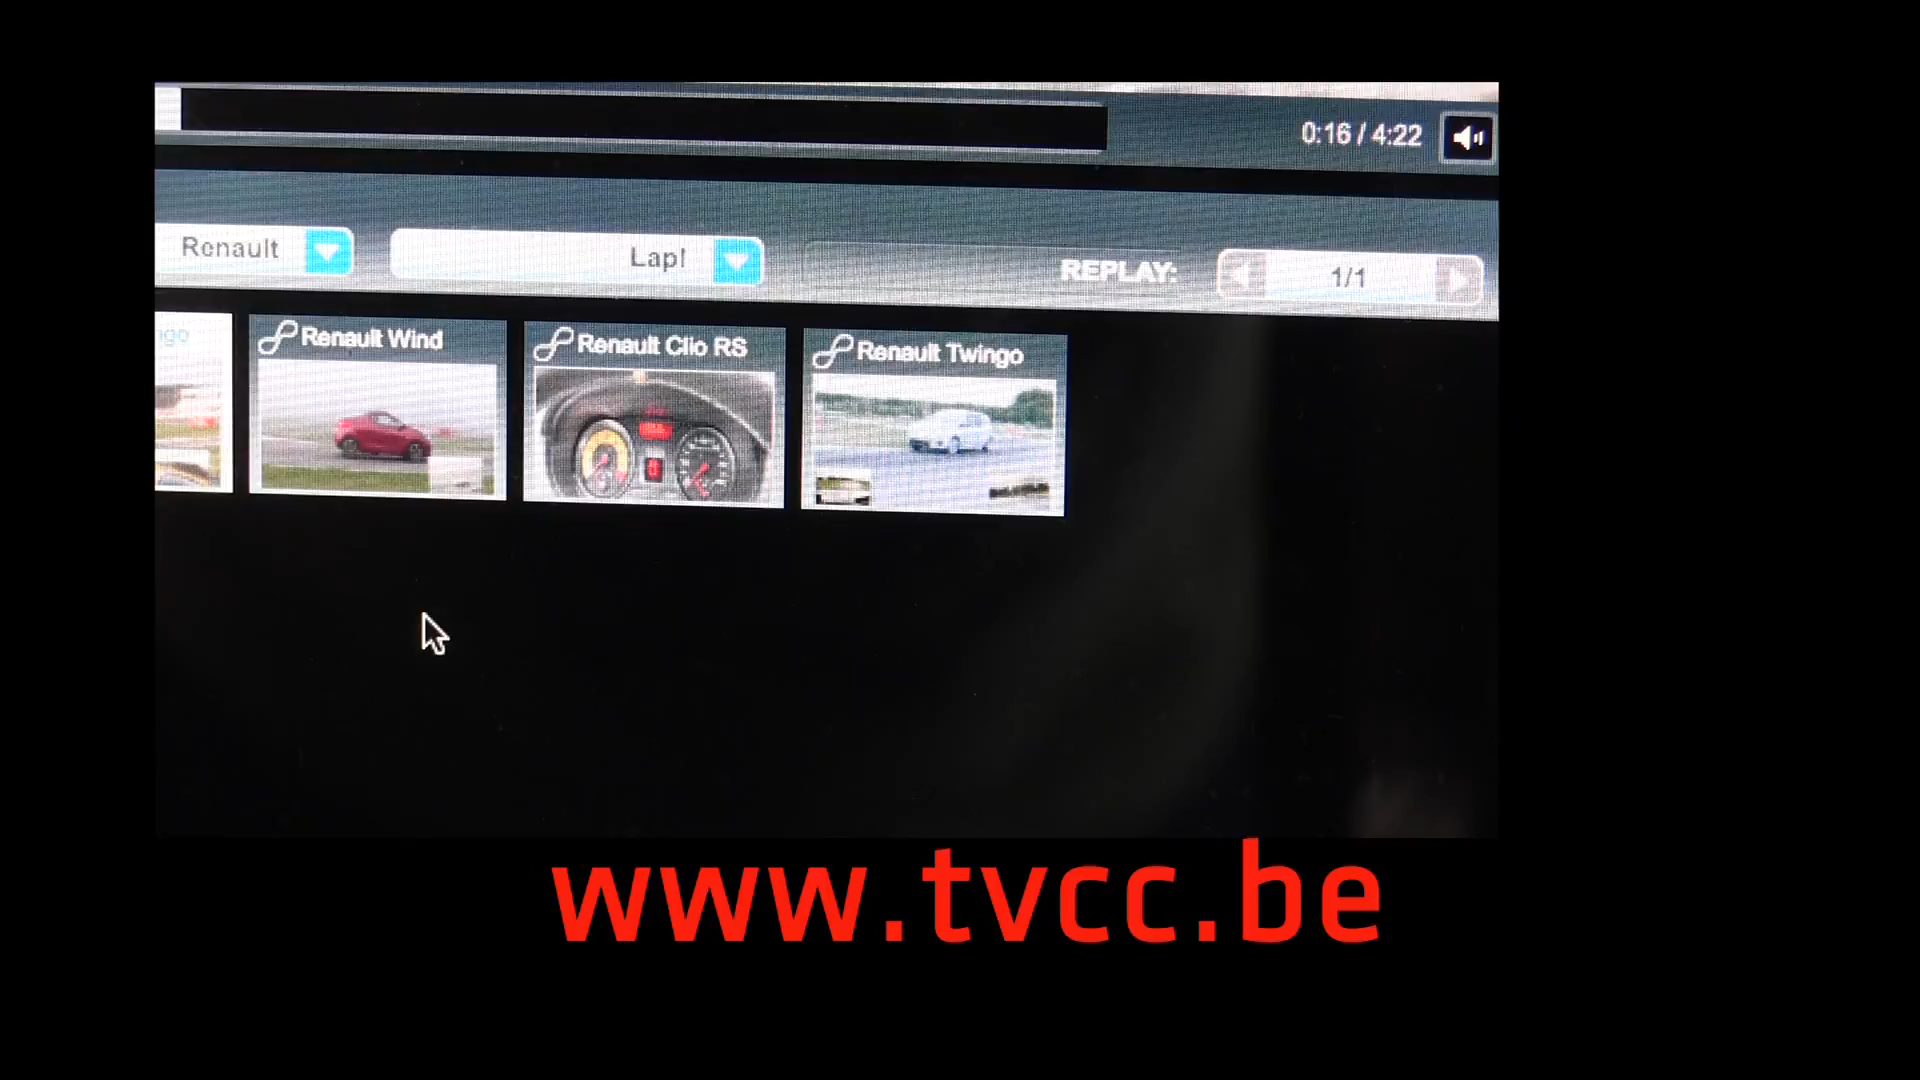 0:16 / 4:22
Renault
Lap!
REPLAY:
1/1
Renault Wind
Renault Clio RS
Renault Twingo
www.tvcc.be